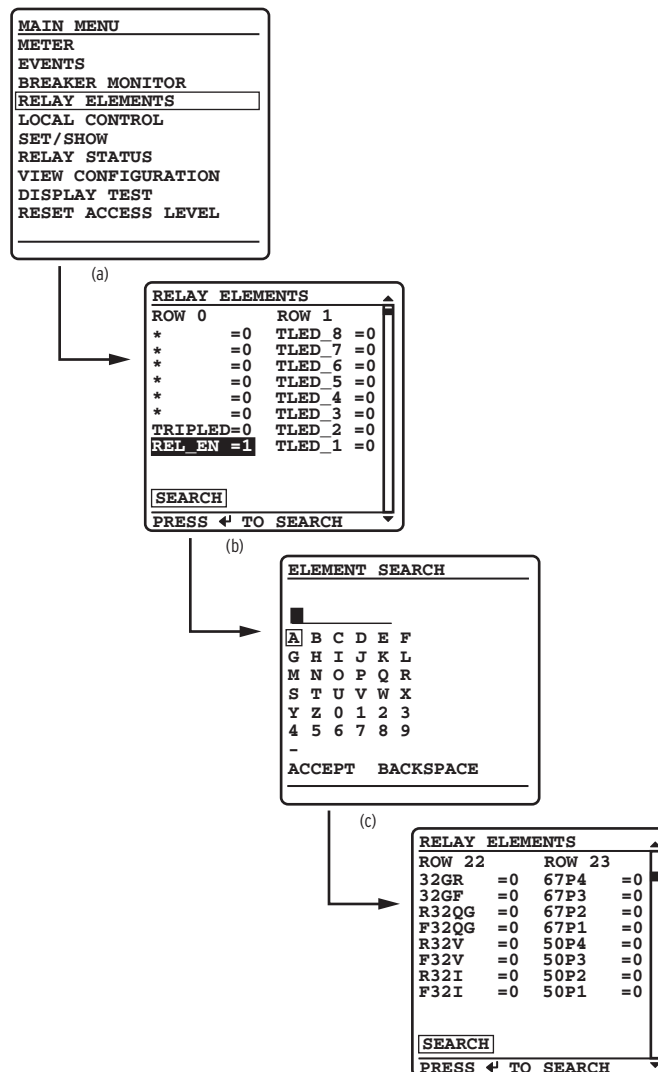 MAIN MENU
METER
EVENTS
BREAKER MONITOR
RELAY ELEMENTS
LOCAL CONTROL
SET/SHOW
RELAY STATUS
VIEW CONFIGURATION
DISPLAY TEST
RESET ACCESS LEVEL
(a)
RELAY ELEMENTS
ROW 0 ROW 1
* =0 TLED_8 =0
* =0 TLED_7 =0
* =0 TLED_6 =0
* =0 TLED_5 =0
* =0 TLED_4 =0
* =0 TLED_3 =0
TRIPLED=0 TLED_2 =0
REL_EN =1 TLED_1 =0
SEARCH
PRESS ↵ TO SEARCH
(b)
ELEMENT SEARCH
A B C D E F
G H I J K L
M N O P Q R
S T U V W X
Y Z 0 1 2 3
4 5 6 7 8 9
–
ACCEPT BACKSPACE
(c)
RELAY ELEMENTS
ROW 22 ROW 23
32GR =0 67P4 =0
32GF =0 67P3 =0
R32QG =0 67P2 =0
F32QG =0 67P1 =0
R32V =0 50P4 =0
F32V =0 50P3 =0
R32I =0 50P2 =0
F32I =0 50P1 =0
SEARCH
PRESS ↵ TO SEARCH